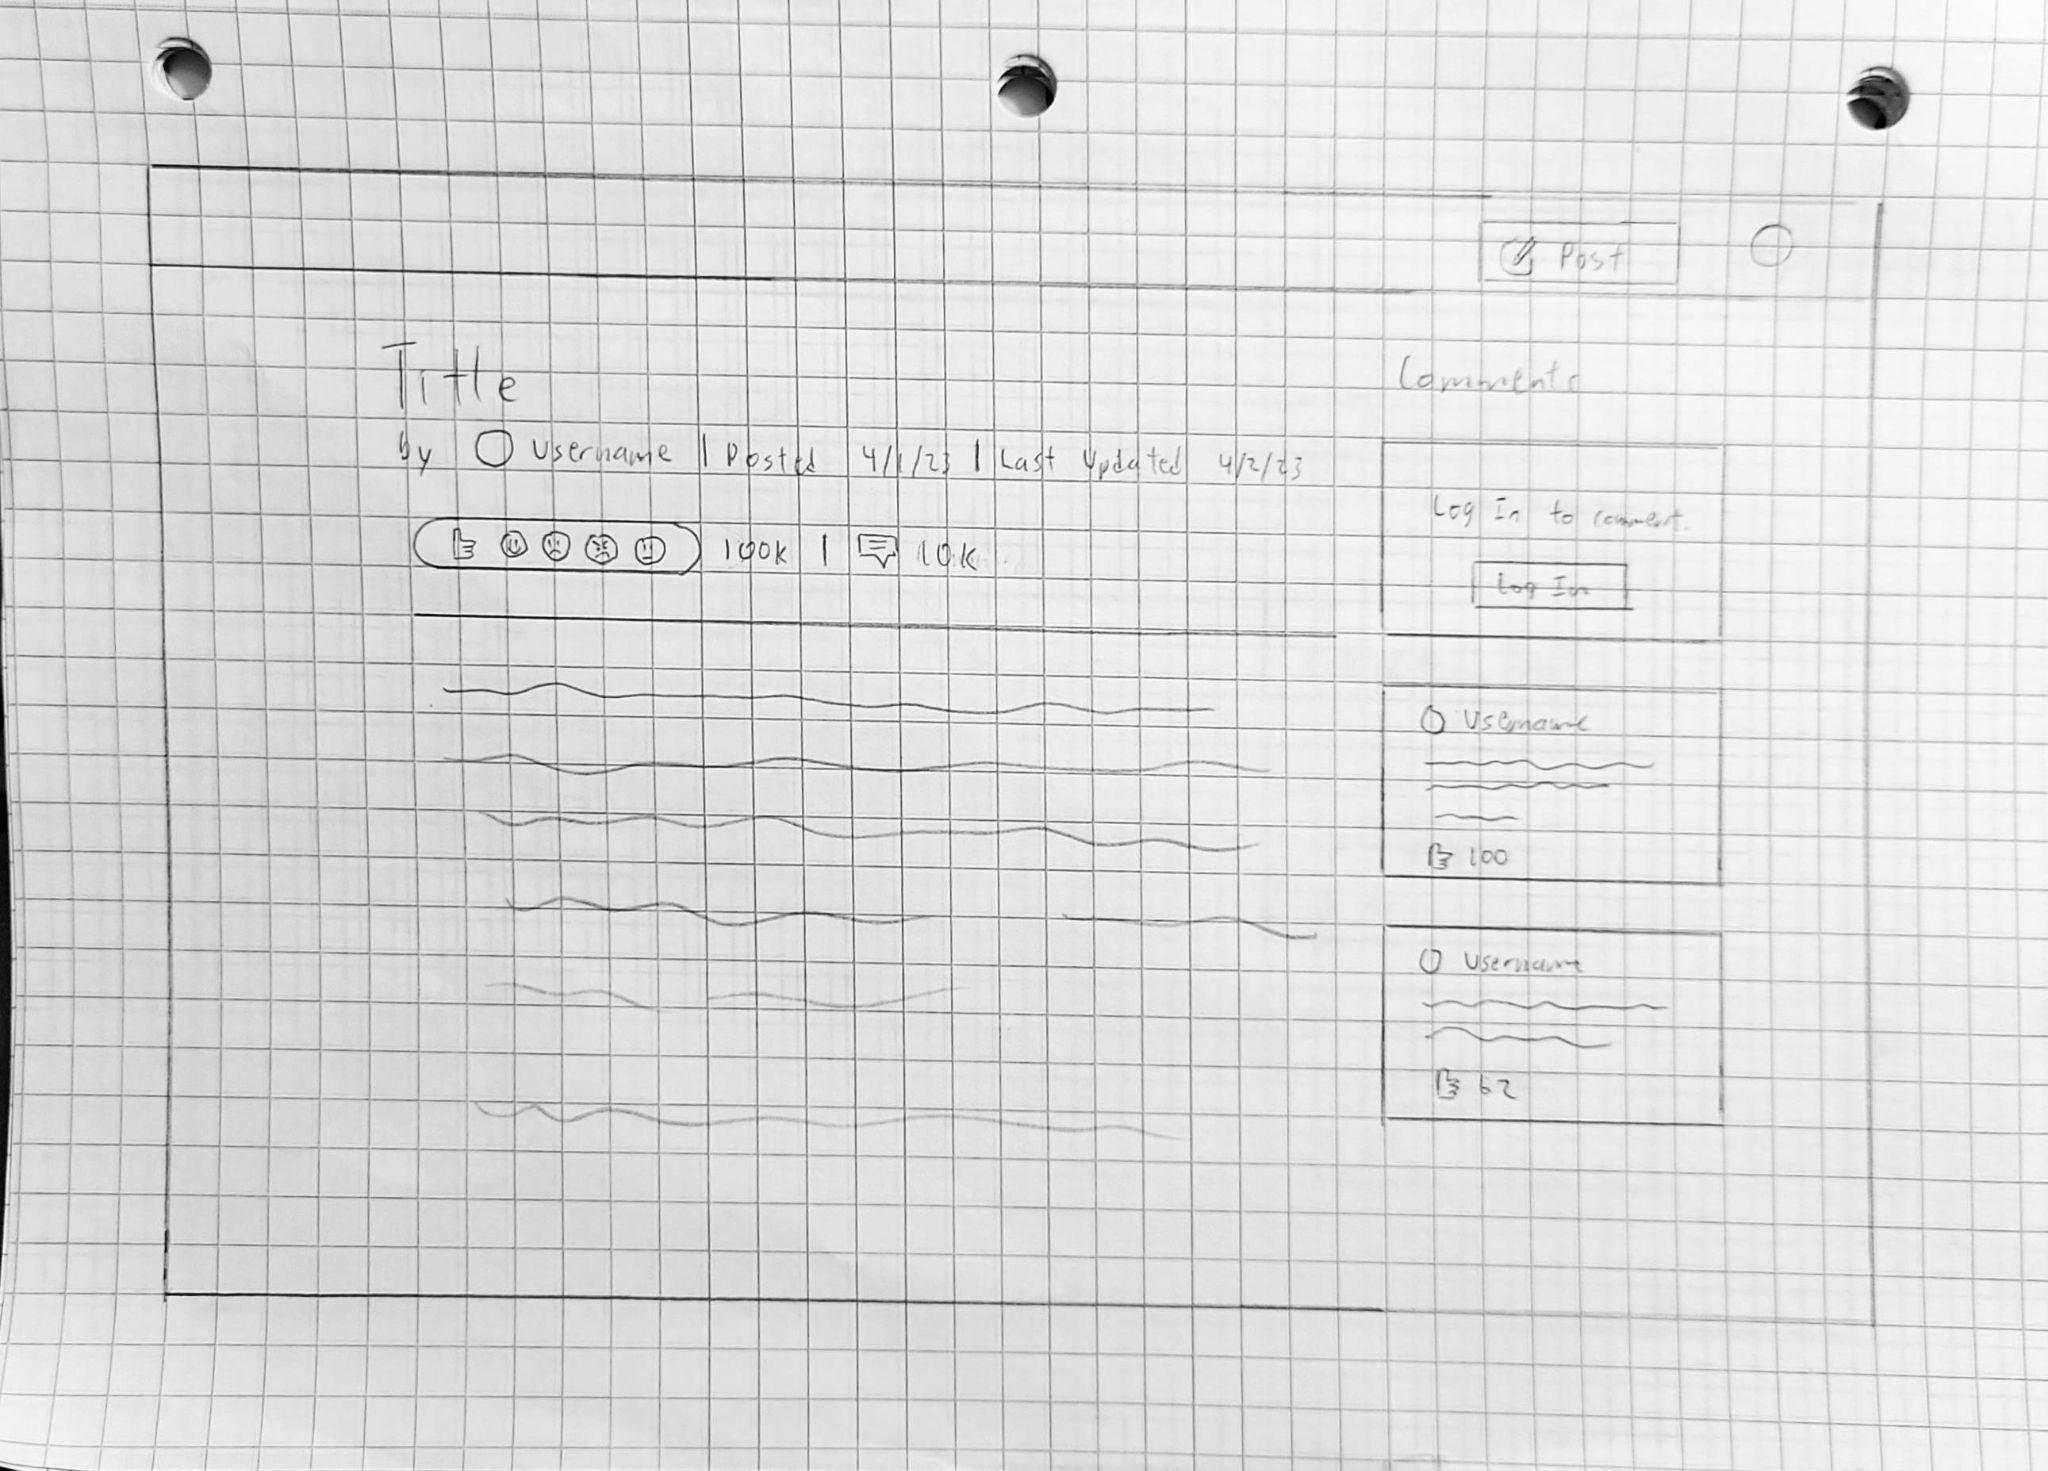 Post
Title
by Username | Posted 4/1/23 | Last Updated 4/2/23
100K | 10K
Comments
Log In to comment.
Log In
Username
100
Username
62